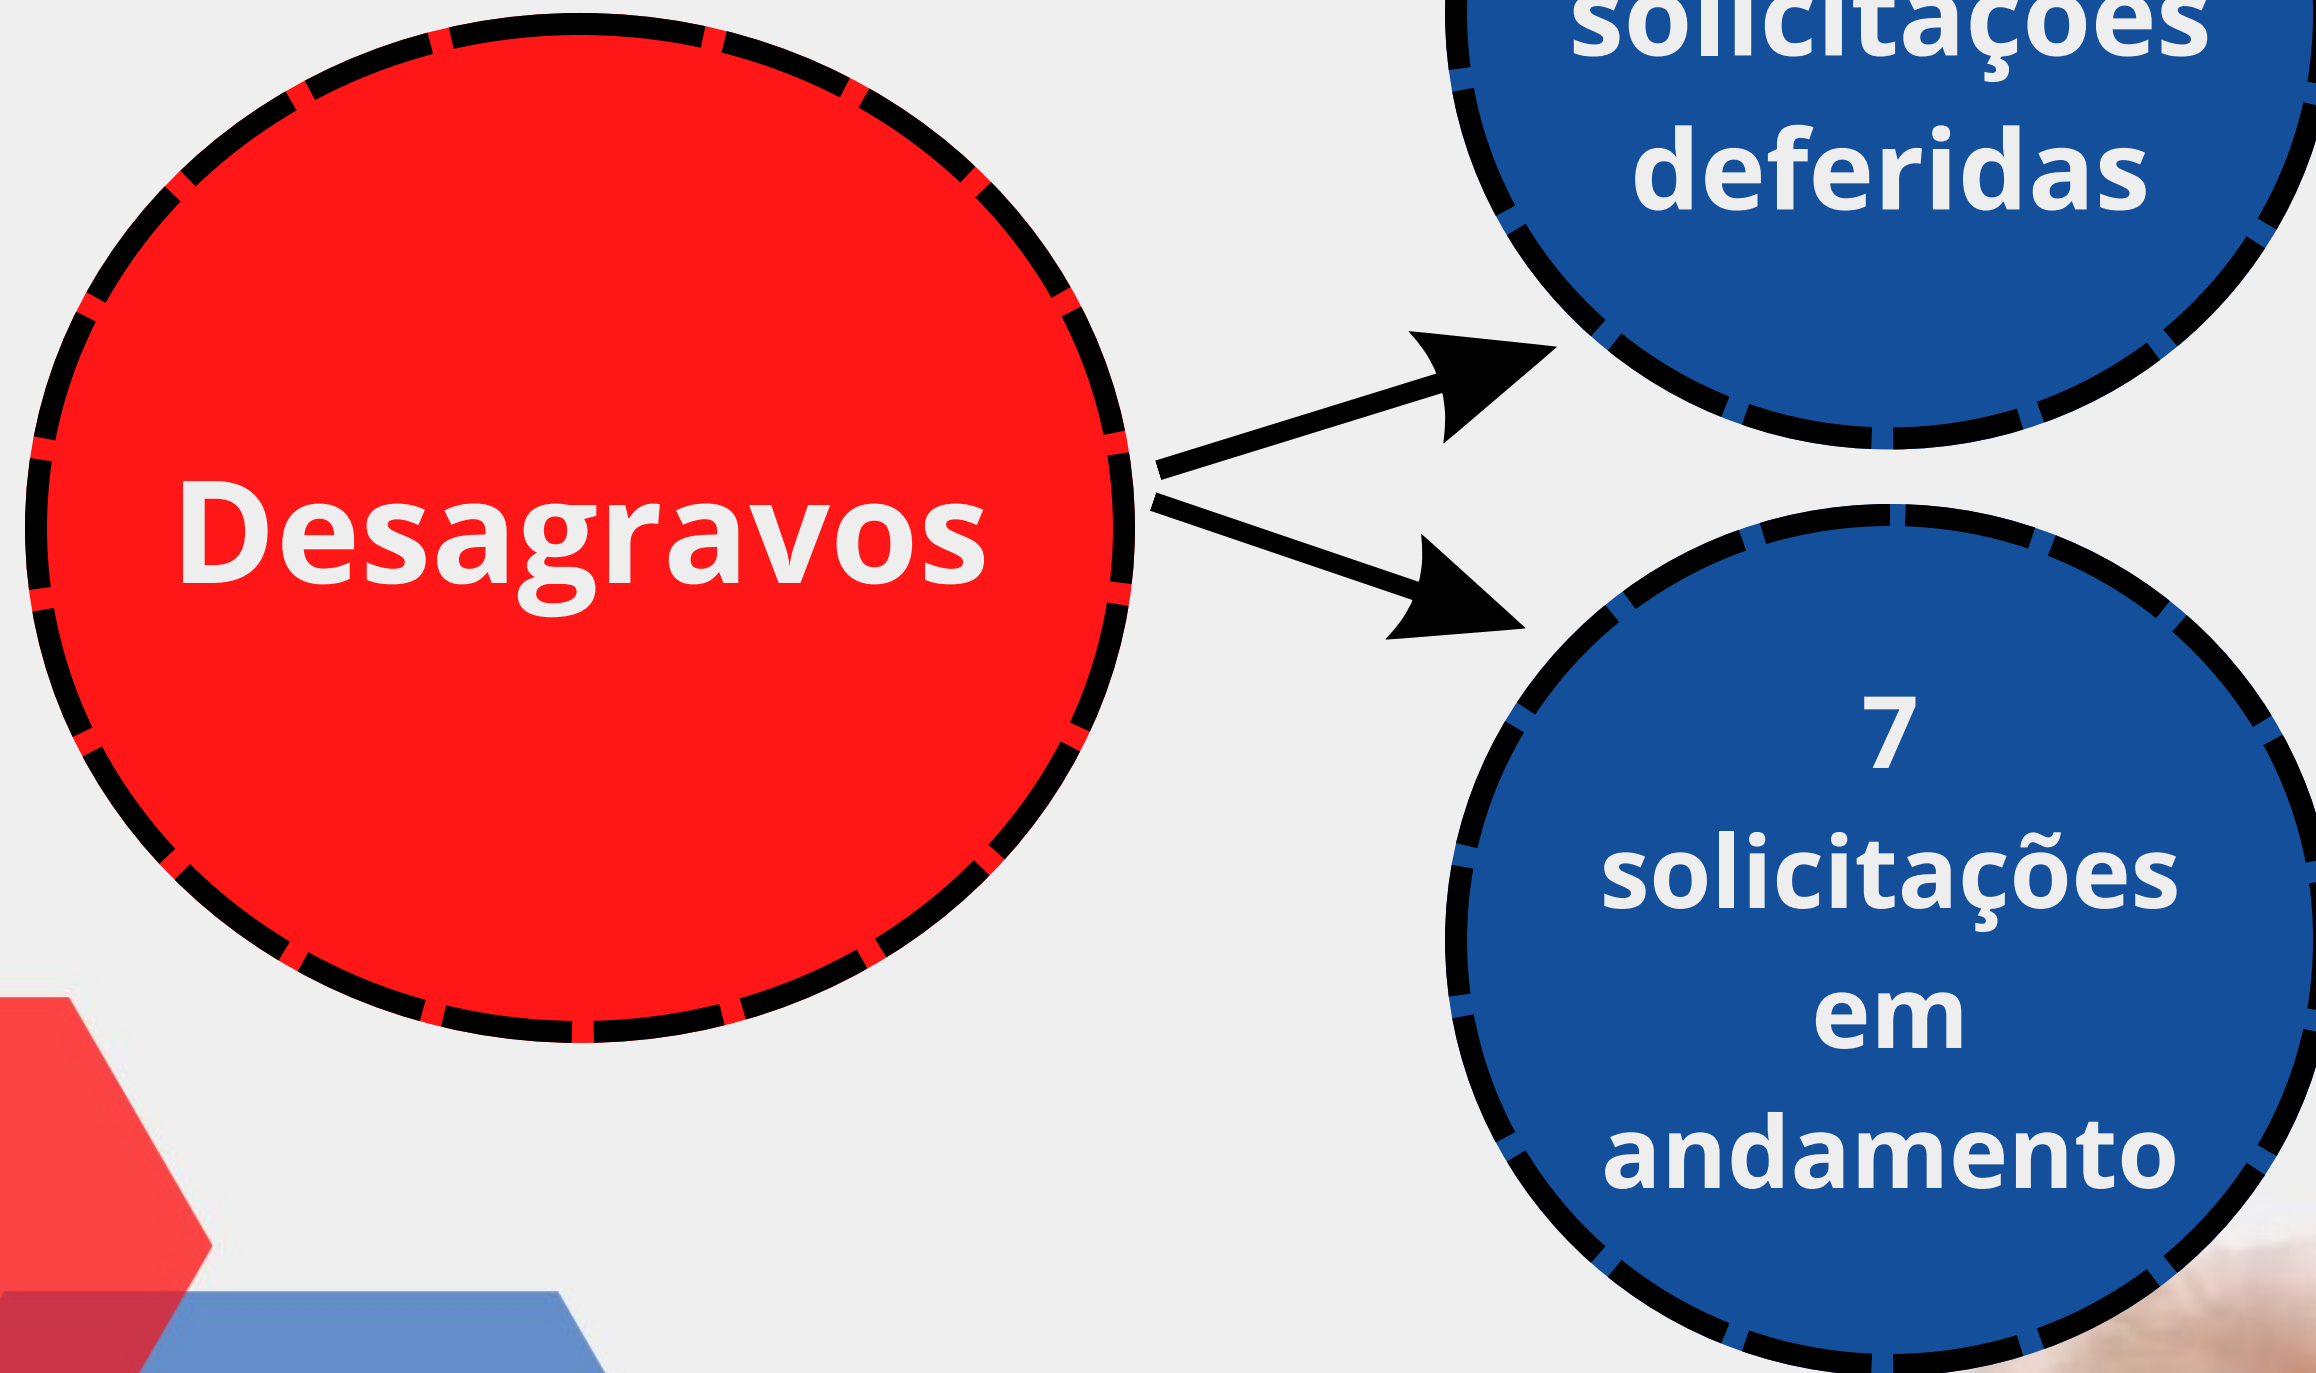 solicitações
deferidas
Desagravos
7
solicitações
em
andamento